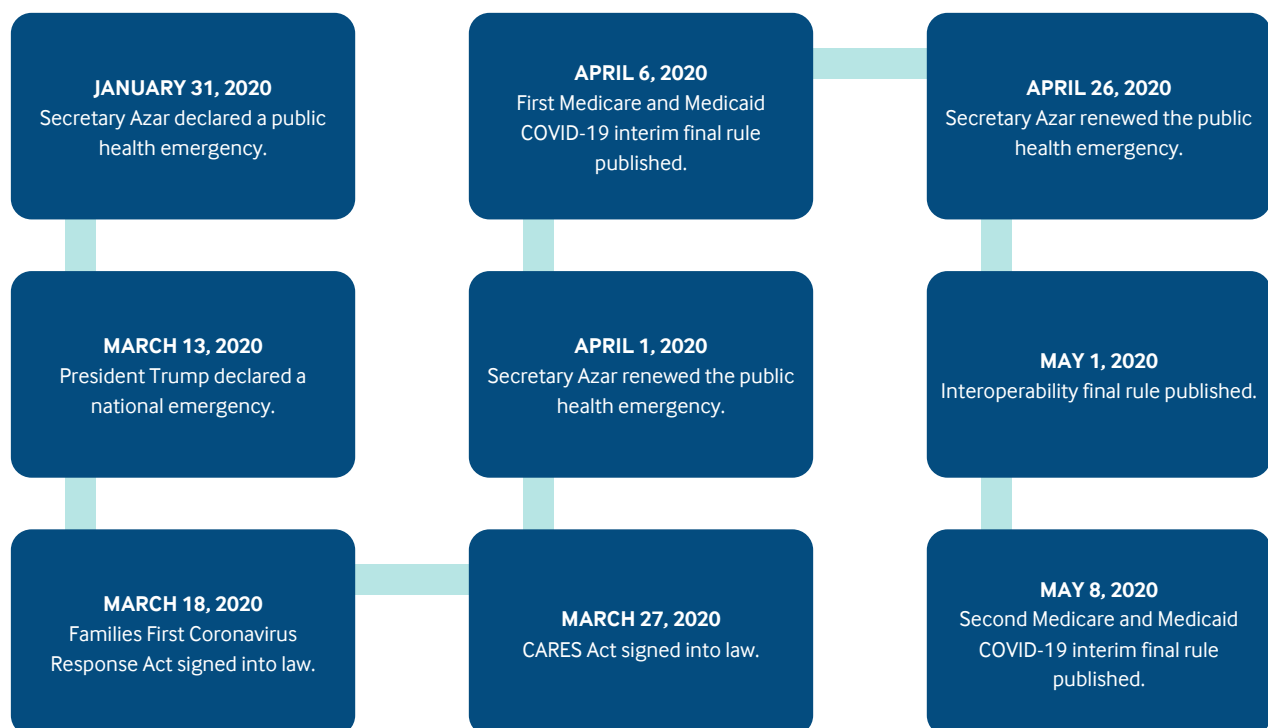 JANUARY 31, 2020
Secretary Azar declared a public
health emergency.
MARCH 13, 2020
President Trump declared a
national emergency.
MARCH 18, 2020
Families First Coronavirus
Response Act signed into law.
MARCH 27, 2020
CARES Act signed into law.
APRIL 1, 2020
Secretary Azar renewed the public
health emergency.
APRIL 6, 2020
First Medicare and Medicaid
COVID-19 interim final rule
published.
APRIL 26, 2020
Secretary Azar renewed the public
health emergency.
MAY 1, 2020
Interoperability final rule published.
MAY 8, 2020
Second Medicare and Medicaid
COVID-19 interim final rule
published.